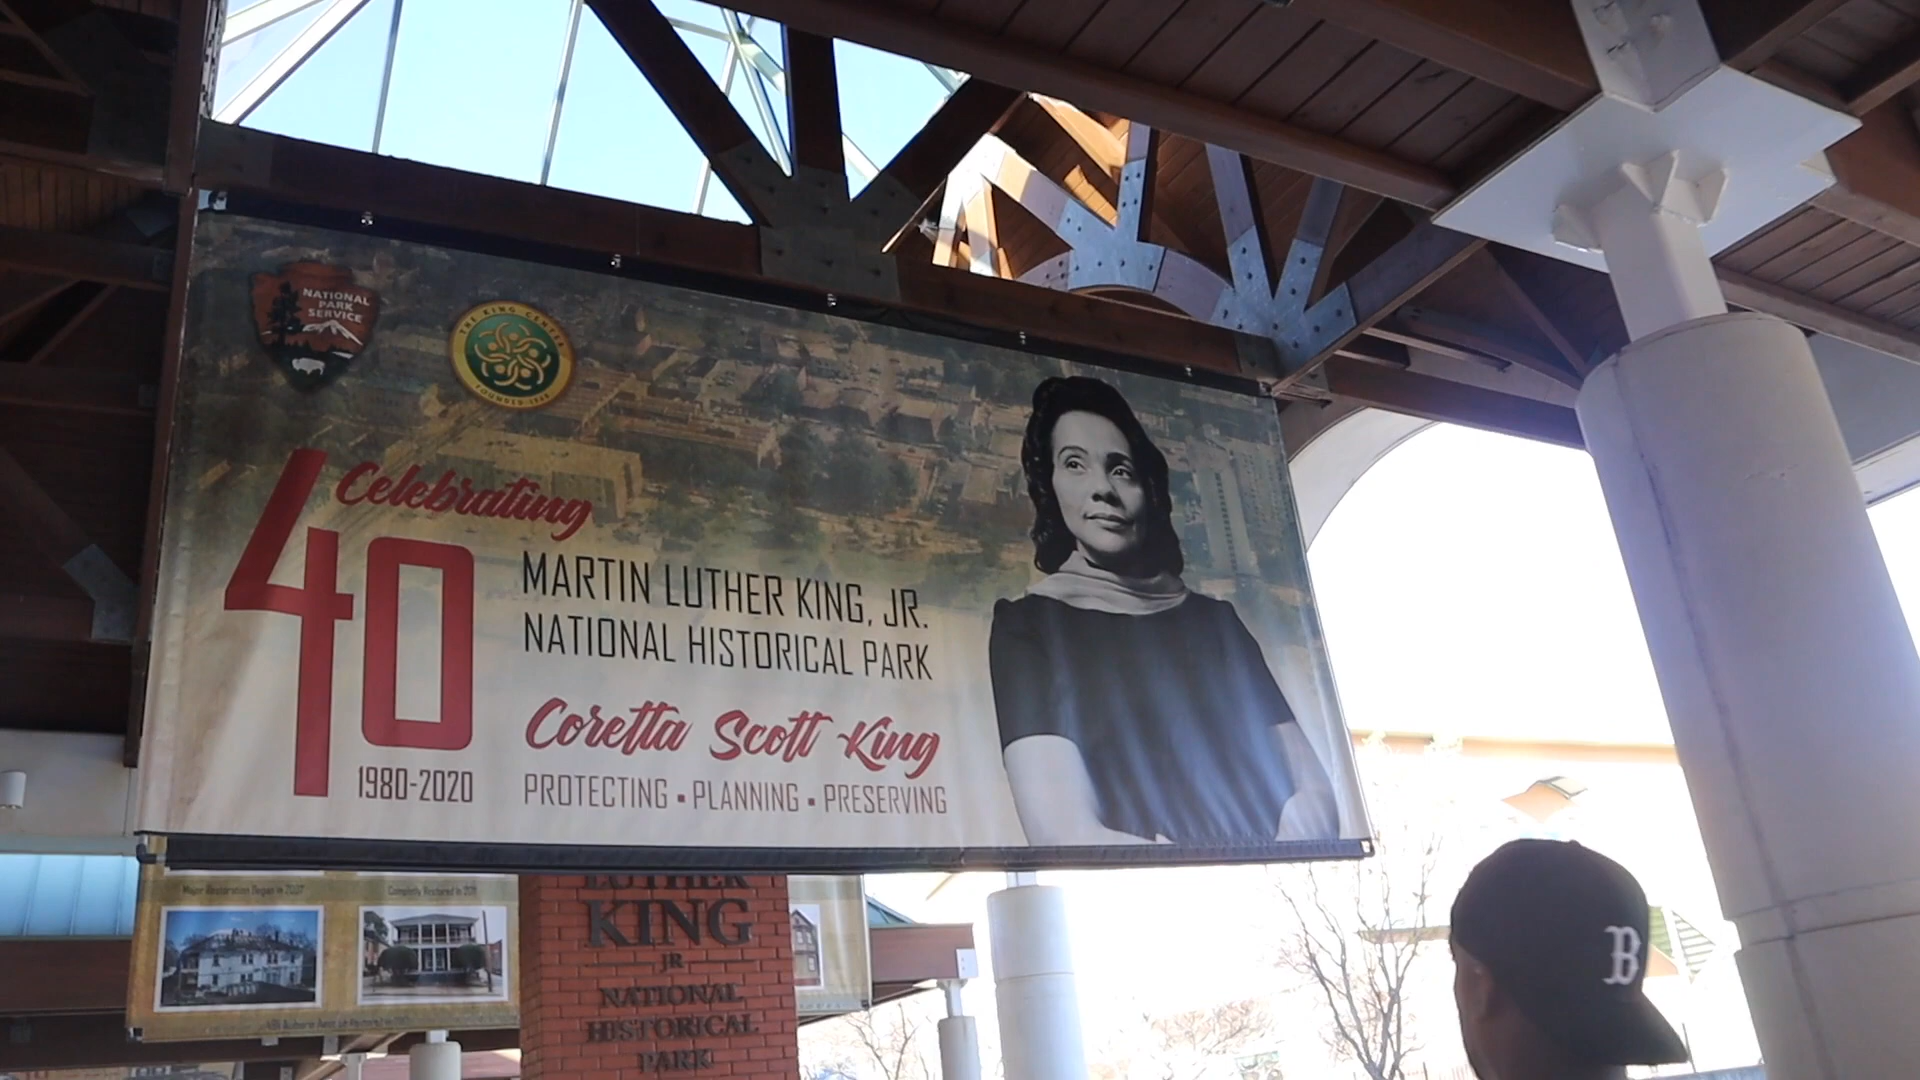 NATIONAL
PARK
SERVICE
THE KING CENTER
FOUNDED 1968
Celebrating
40
MARTIN LUTHER KING, JR.
NATIONAL HISTORICAL PARK
1980-2020
Coretta Scott King
PROTECTING ▪ PLANNING ▪ PRESERVING
Major Restoration Began in 2007
Completely Restored in 2011
LUTHER
KING
JR
NATIONAL
HISTORICAL
PARK
B